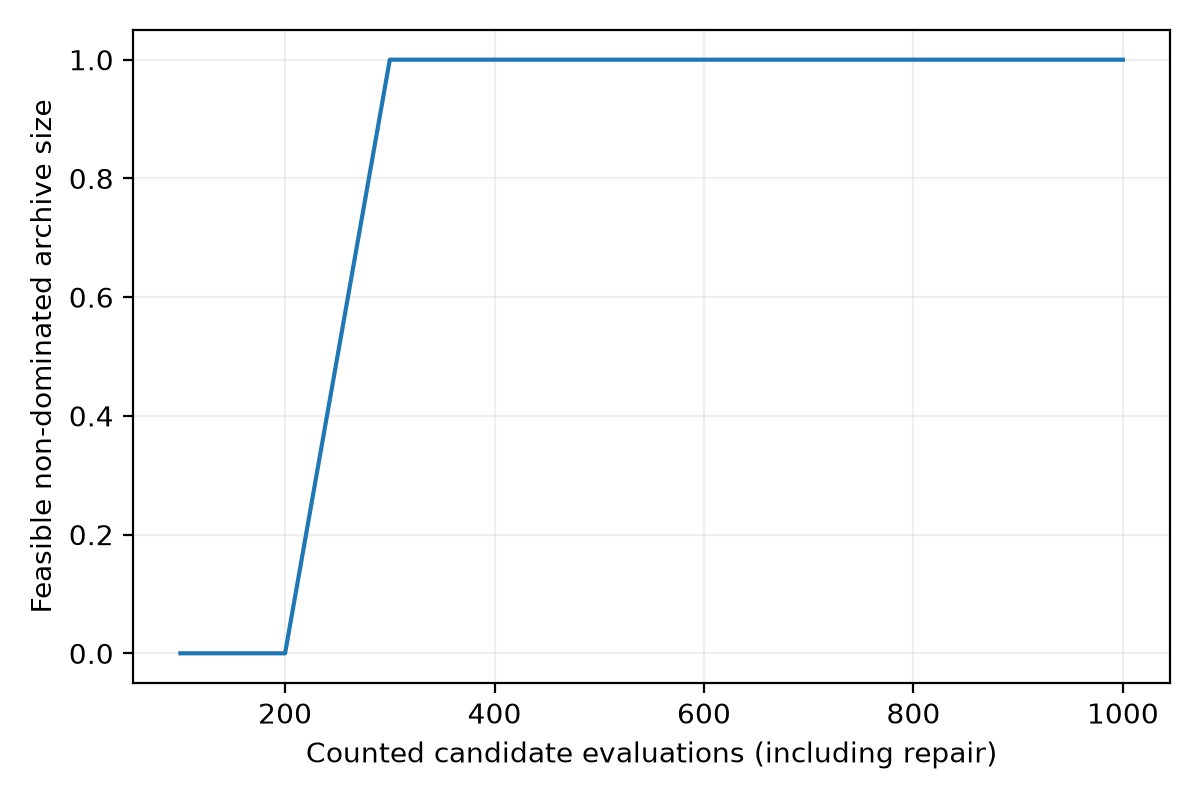 Feasible non-dominated archive size
1.0
0.8
0.6
0.4
0.2
0.0
200 400 600 800 1000
Counted candidate evaluations (including repair)